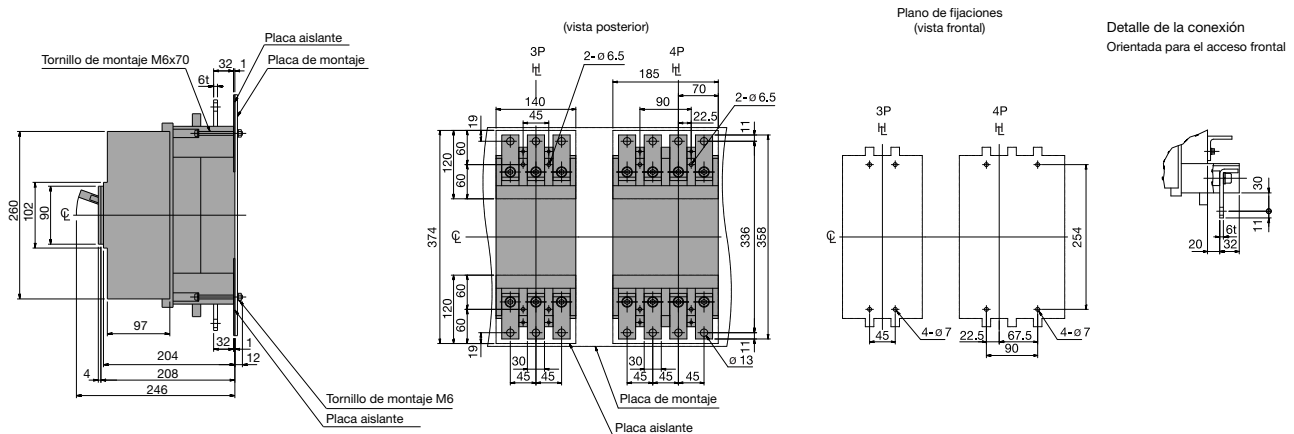 Placa aislante
32 1
Placa de montaje
Tornillo de montaje M6x70
6t
260
102
90
℄
97
32 1
12
204
4 208
246
Tornillo de montaje M6
Placa aislante
(vista posterior)
3P
℄
4P
℄
2-ø6.5
185
70
140
45
90
2-ø6.5
22.5
19
11
120
60
60
374
℄
336
358
120
60
60
19
11
30
45 45
30
45 45
ø 13
Placa de montaje
Placa aislante
Plano de fijaciones
(vista frontal)
3P
℄
4P
℄
℄
254
45
4-ø7
22.5 67.5
90
4-ø7
Detalle de la conexión
Orientada para el acceso frontal
30
11
6t
20 32